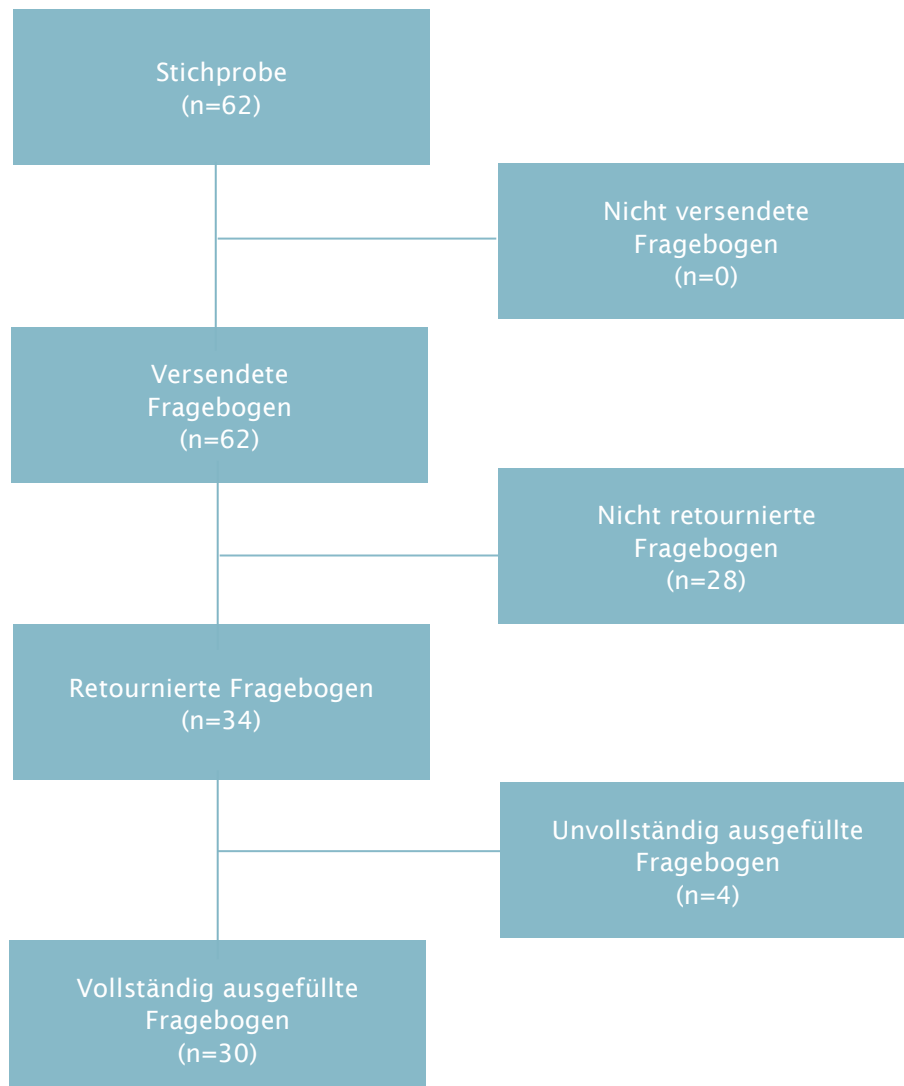 Stichprobe
(n=62)
Nicht versendete
Fragebogen
(n=0)
Versendete
Fragebogen
(n=62)
Nicht retournierte
Fragebogen
(n=28)
Retournierte Fragebogen
(n=34)
Unvollständig ausgefüllte
Fragebogen
(n=4)
Vollständig ausgefüllte
Fragebogen
(n=30)